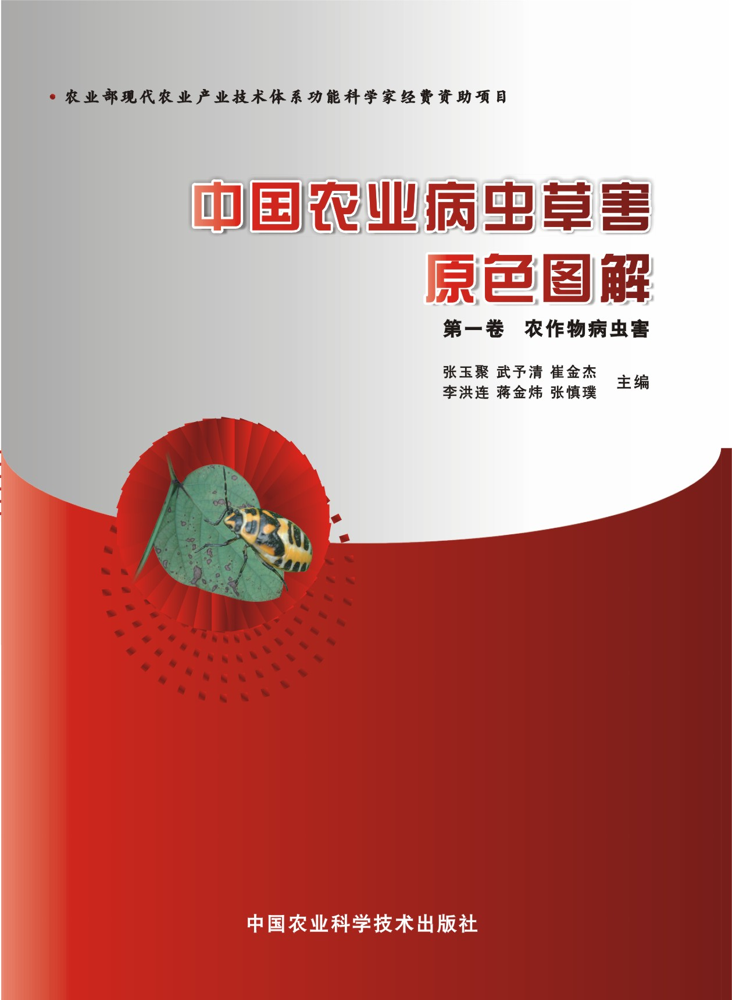 • 农业部现代农业产业技术体系功能科学家经费资助项目
中国农业病虫草害
原色图解
第一卷 农作物病虫害
张玉聚 武予清 崔金杰
李洪连 蒋金炜 张慎璞
主编
中国农业科学技术出版社